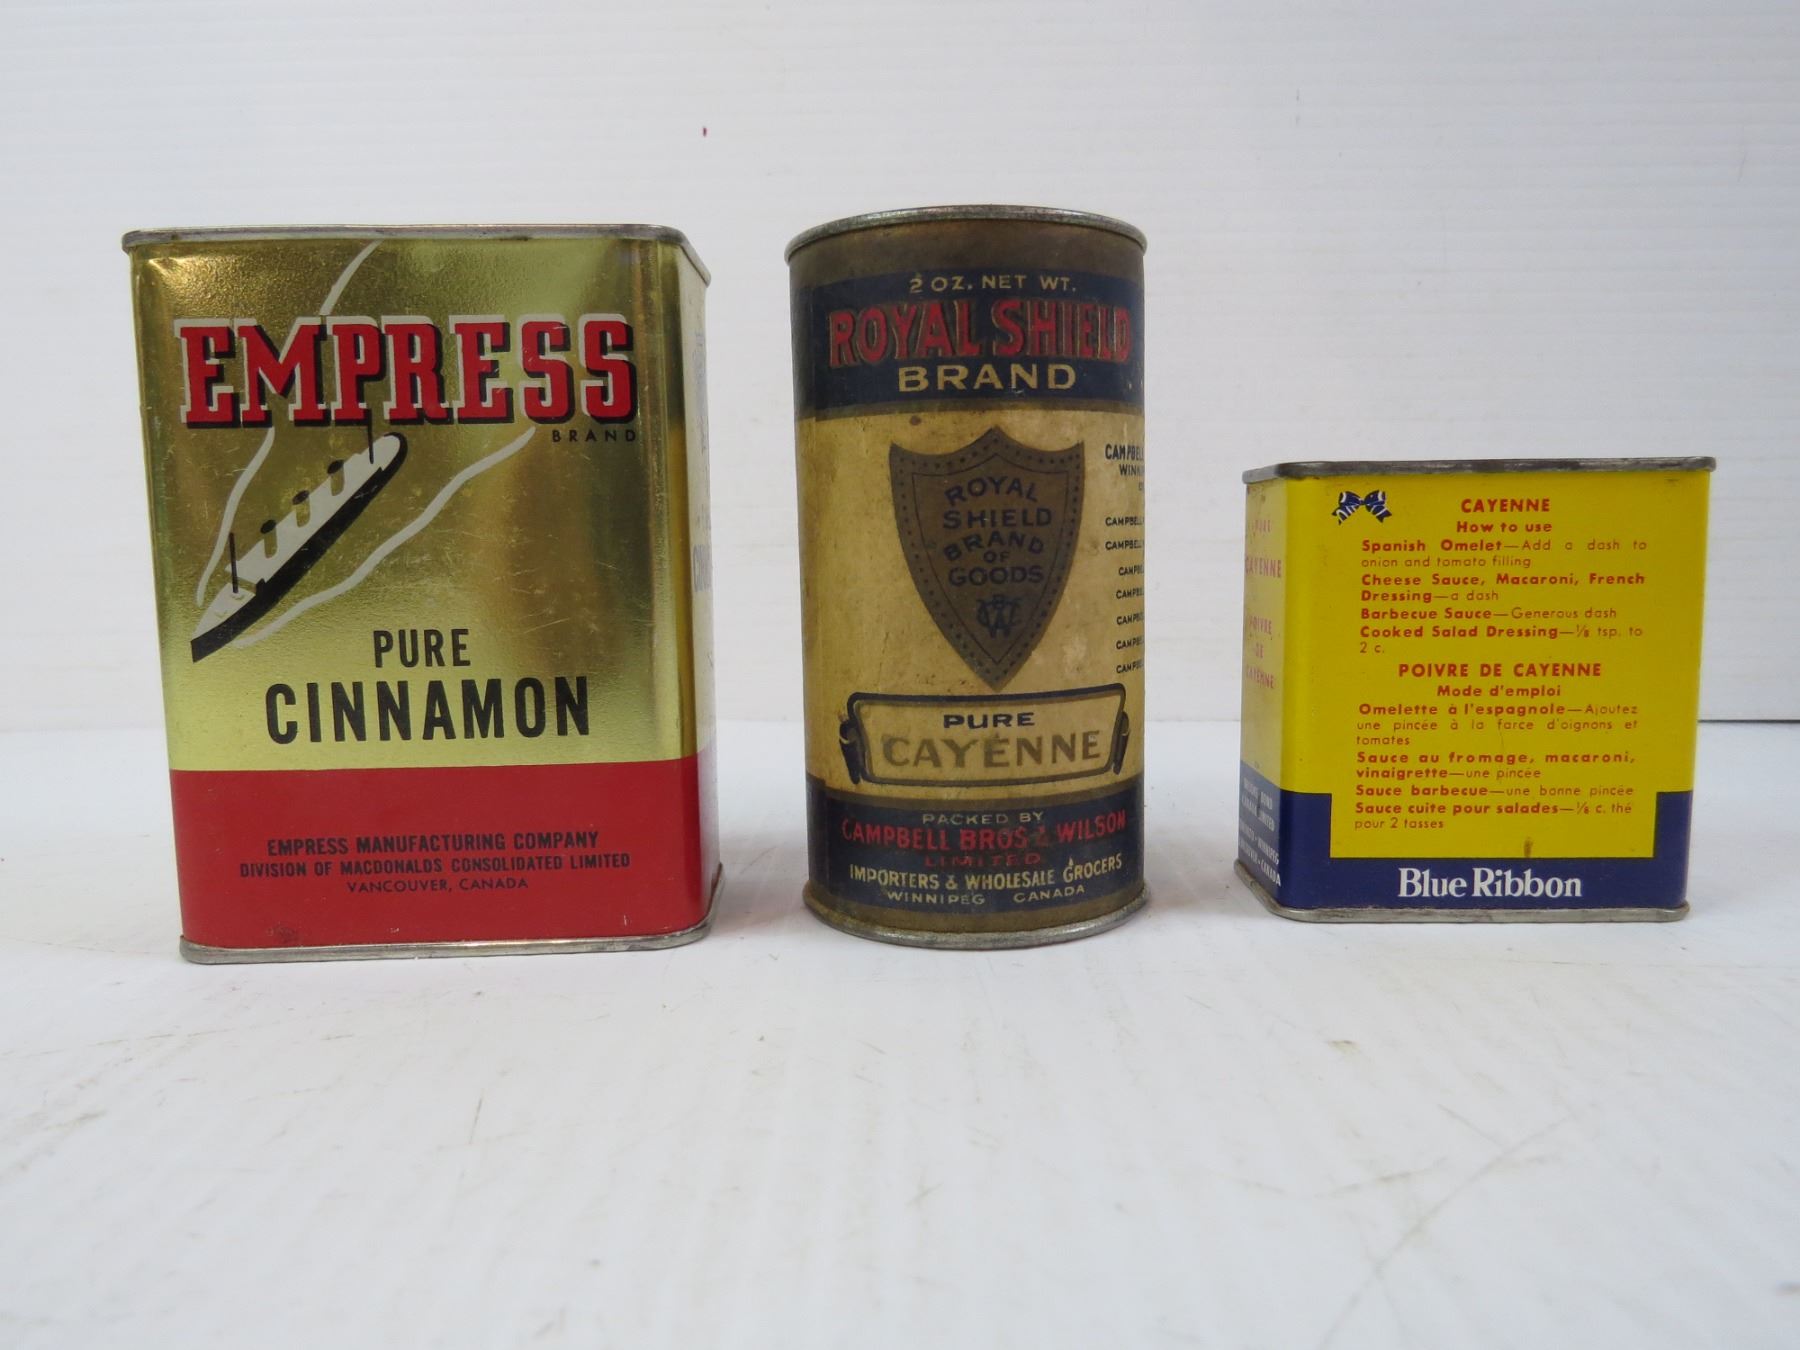 EMPRESS
BRAND
PURE
CINNAMON
EMPRESS MANUFACTURING COMPANY
DIVISION OF MACDONALDS CONSOLIDATED LIMITED
VANCOUVER, CANADA
2 OZ. NET WT.
ROYAL SHIELD
BRAND
ROYAL
SHIELD
BRAND
OF
GOODS
PURE
CAYENNE
PACKED BY
CAMPBELL BROS & WILSON
LIMITED
IMPORTERS & WHOLESALE GROCERS
WINNIPEG CANADA
PURE
CAYENNE
POIVRE
DE
CAYENNE
CAYENNE
How to use
Spanish Omelet—Add a dash to
onion and tomato filling
Cheese Sauce, Macaroni, French
Dressing—a dash
Barbecue Sauce—Generous dash
Cooked Salad Dressing—⅛ tsp. to
2 c.
POIVRE DE CAYENNE
Mode d'emploi
Omelette à l'espagnole—Ajoutez
une pincée à la farce d'oignons et
tomates
Sauce au fromage, macaroni,
vinaigrette—une pincée
Sauce barbecue—une bonne pincée
Sauce cuite pour salades—⅛ c. thé
pour 2 tasses
Blue Ribbon